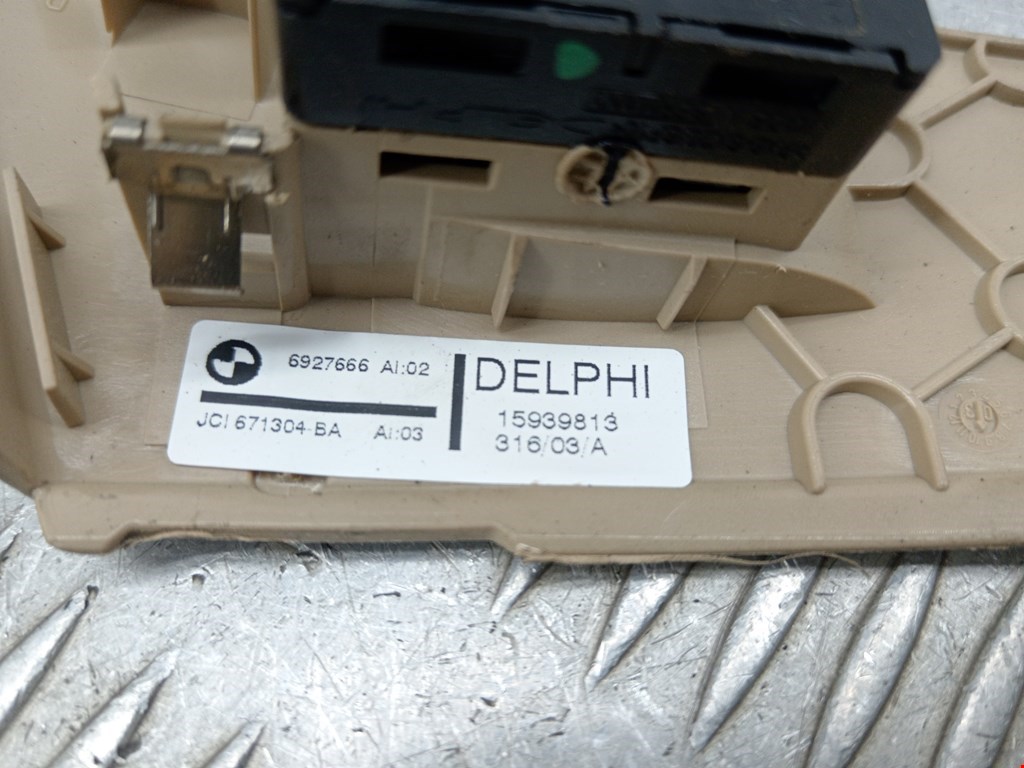 6927666 AI:02
JCI 671304-BA AI:03
DELPHI
15939813
316/03/A